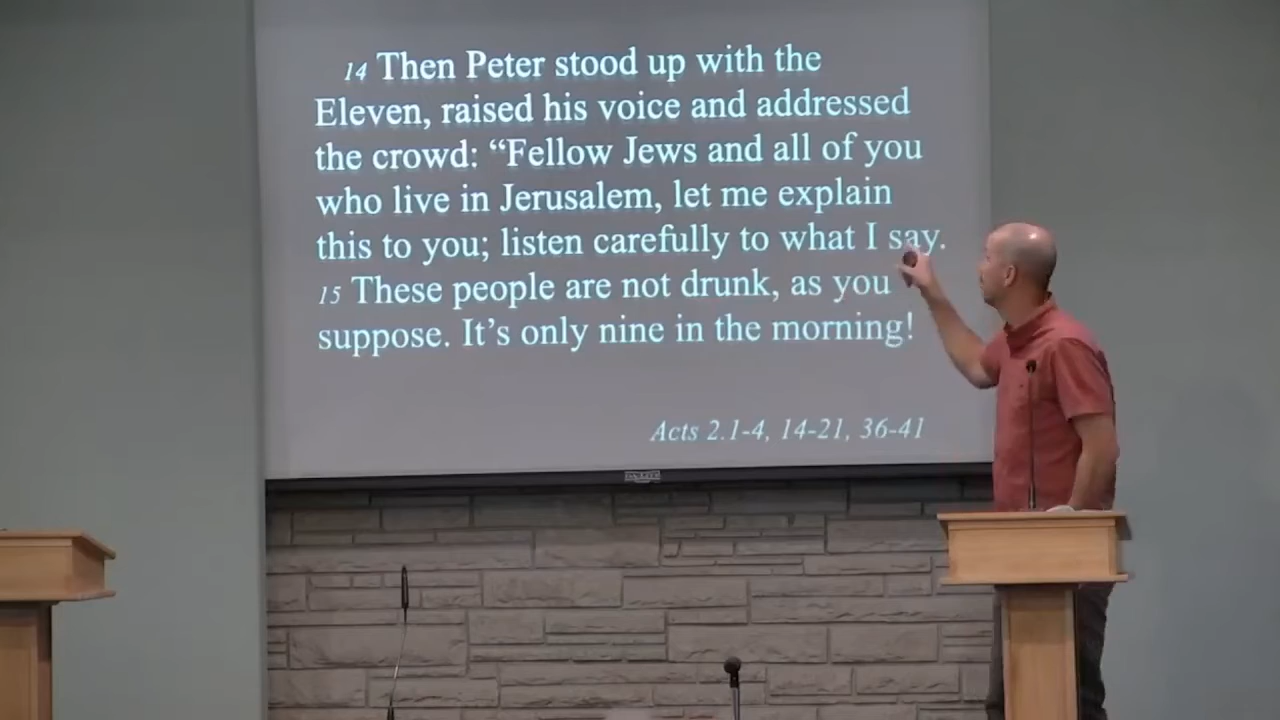 14 Then Peter stood up with the
Eleven, raised his voice and addressed
the crowd: “Fellow Jews and all of you
who live in Jerusalem, let me explain
this to you; listen carefully to what I say.
15 These people are not drunk, as you
suppose. It’s only nine in the morning!
Acts 2.1-4, 14-21, 36-41